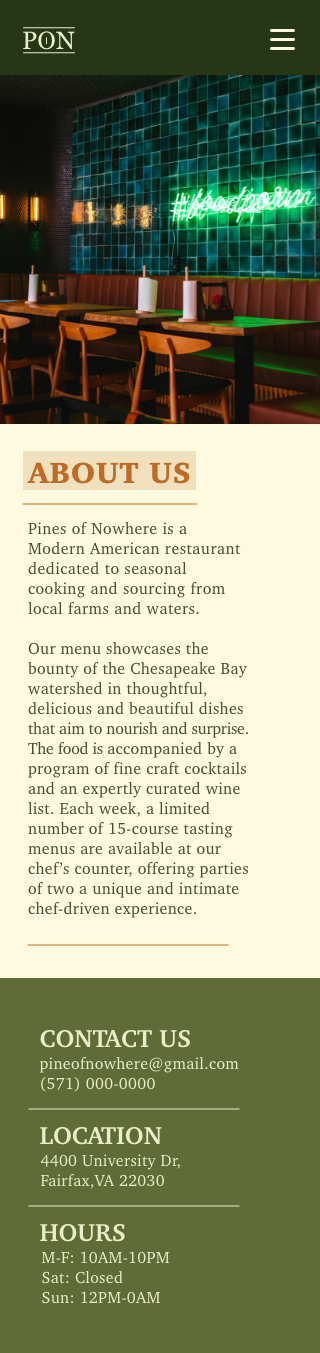 PON
#foodporn
ABOUT US
Pines of Nowhere is a
Modern American restaurant
dedicated to seasonal
cooking and sourcing from
local farms and waters.
Our menu showcases the
bounty of the Chesapeake Bay
watershed in thoughtful,
delicious and beautiful dishes
that aim to nourish and surprise.
The food is accompanied by a
program of fine craft cocktails
and an expertly curated wine
list. Each week, a limited
number of 15-course tasting
menus are available at our
chef’s counter, offering parties
of two a unique and intimate
chef-driven experience.
CONTACT US
pineofnowhere@gmail.com
(571) 000-0000
LOCATION
4400 University Dr,
Fairfax,VA 22030
HOURS
M-F: 10AM-10PM
Sat: Closed
Sun: 12PM-0AM